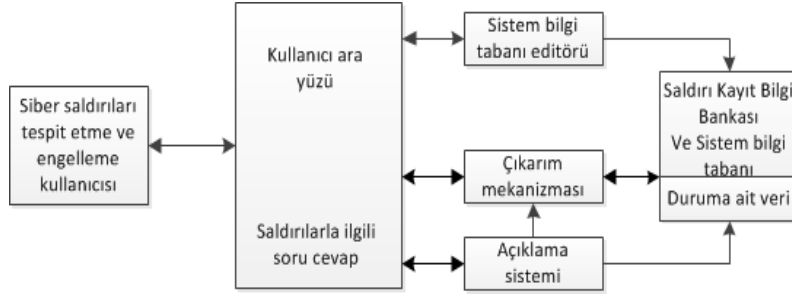 Siber saldırıları
tespit etme ve
engelleme
kullanıcısı
Kullanıcı ara
yüzü
Saldırılarla ilgili
soru cevap
Sistem bilgi
tabanı editörü
Çıkarım
mekanizması
Açıklama
sistemi
Saldırı Kayıt Bilgi
Bankası
Ve Sistem bilgi
tabanı
Duruma ait veri